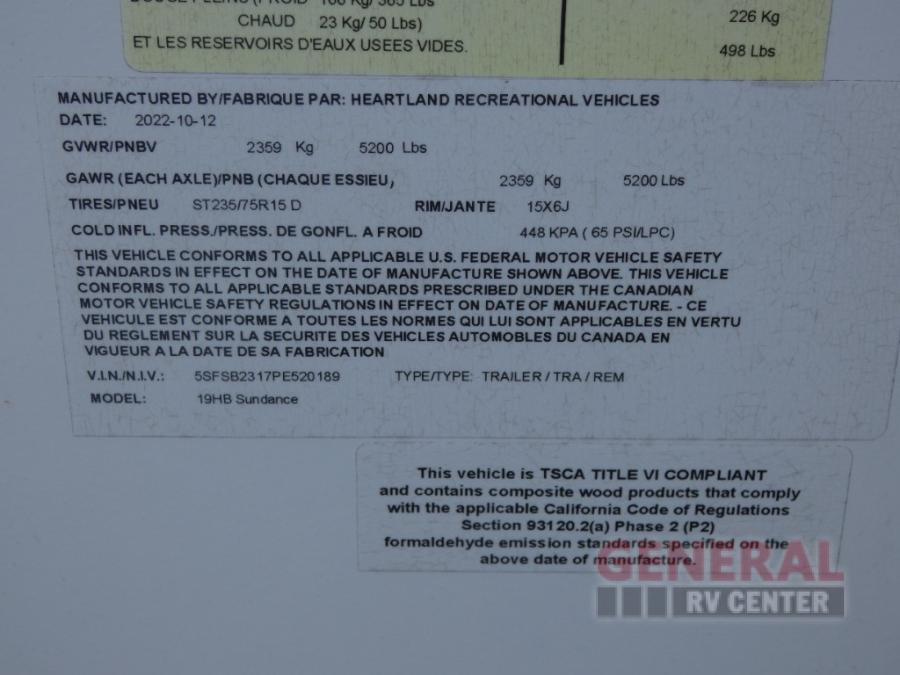 CHAUD 23 Kg/ 50 Lbs) 226 Kg
ET LES RESERVOIRS D'EAUX USEES VIDES. 498 Lbs
MANUFACTURED BY/FABRIQUE PAR: HEARTLAND RECREATIONAL VEHICLES
DATE: 2022-10-12
GVWR/PNBV 2359 Kg 5200 Lbs
GAWR (EACH AXLE)/PNB (CHAQUE ESSIEU, 2359 Kg 5200 Lbs
TIRES/PNEU ST235/75R15 D RIM/JANTE 15X6J
COLD INFL. PRESS./PRESS. DE GONFL. A FROID 448 KPA ( 65 PSI/LPC)
THIS VEHICLE CONFORMS TO ALL APPLICABLE U.S. FEDERAL MOTOR VEHICLE SAFETY
STANDARDS IN EFFECT ON THE DATE OF MANUFACTURE SHOWN ABOVE. THIS VEHICLE
CONFORMS TO ALL APPLICABLE STANDARDS PRESCRIBED UNDER THE CANADIAN
MOTOR VEHICLE SAFETY REGULATIONS IN EFFECT ON DATE OF MANUFACTURE. - CE
VEHICULE EST CONFORME A TOUTES LES NORMES QUI LUI SONT APPLICABLES EN VERTU
DU REGLEMENT SUR LA SECURITE DES VEHICLES AUTOMOBILES DU CANADA EN
VIGUEUR A LA DATE DE SA FABRICATION
V.I.N./N.I.V.: 5SFSB2317PE520189 TYPE/TYPE: TRAILER / TRA / REM
MODEL: 19HB Sundance
This vehicle is TSCA TITLE VI COMPLIANT
and contains composite wood products that comply
with the applicable California Code of Regulations
Section 93120.2(a) Phase 2 (P2)
formaldehyde emission standards specified on the
above date of manufacture.
GENERAL
RV CENTER